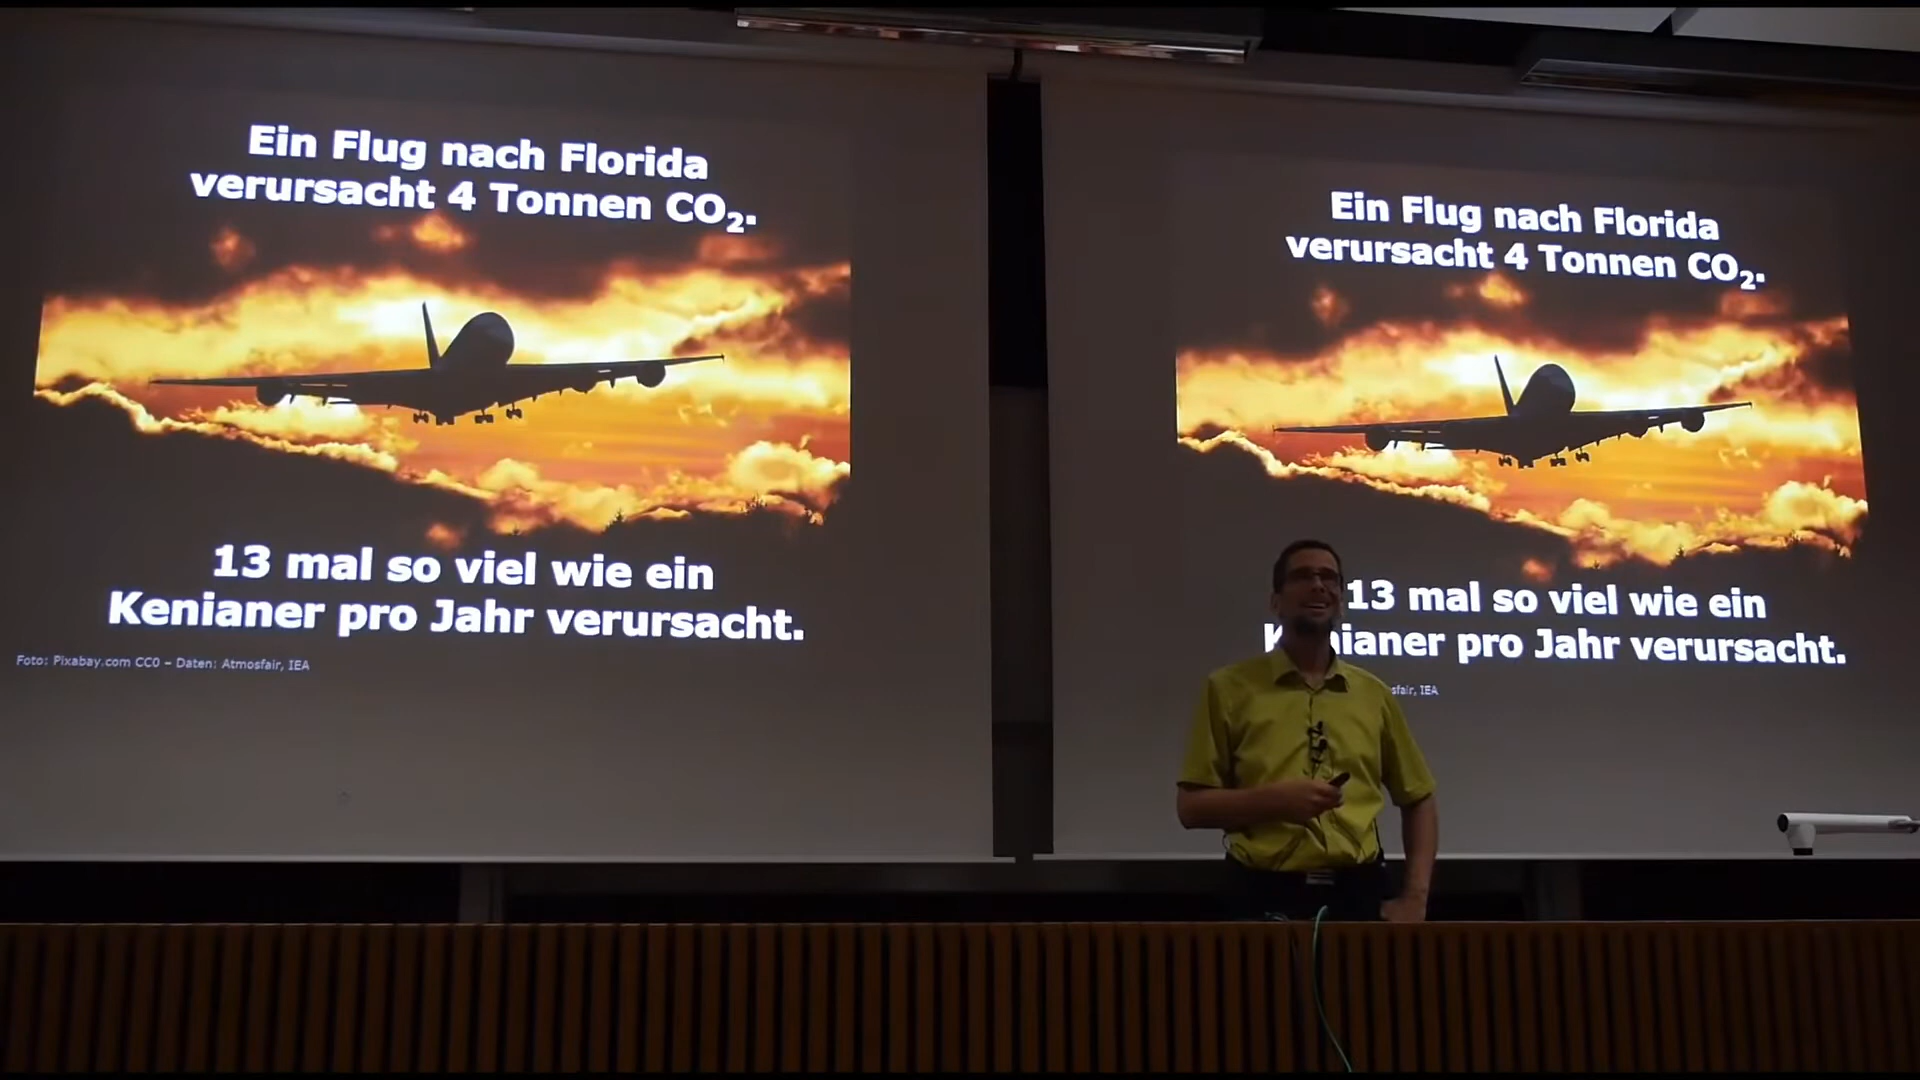 Ein Flug nach Florida
verursacht 4 Tonnen CO₂.
13 mal so viel wie ein
Kenianer pro Jahr verursacht.
Foto: Pixabay.com CC0 – Daten: Atmosfair, IEA
Ein Flug nach Florida
verursacht 4 Tonnen CO₂.
13 mal so viel wie ein
Kenianer pro Jahr verursacht.
sfair, IEA